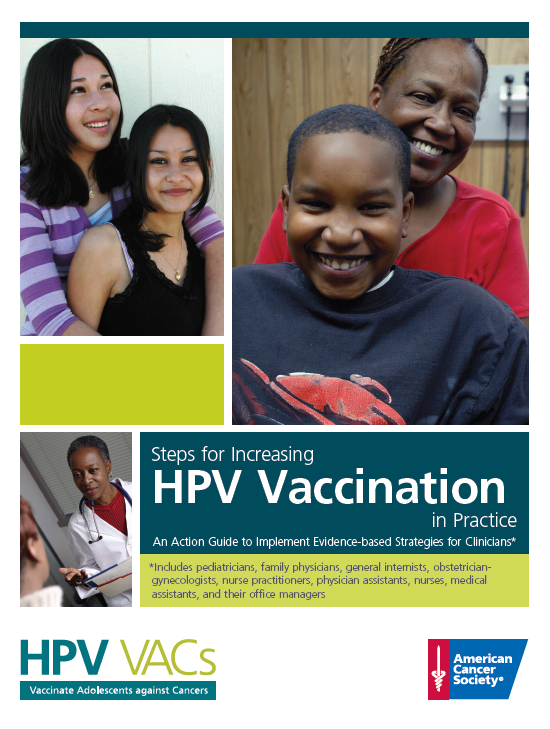 Steps for Increasing
HPV Vaccination
in Practice
An Action Guide to Implement Evidence-based Strategies for Clinicians*
*Includes pediatricians, family physicians, general internists, obstetrician-
gynecologists, nurse practitioners, physician assistants, nurses, medical
assistants, and their office managers
HPV VACs
Vaccinate Adolescents against Cancers
American
Cancer
Society®